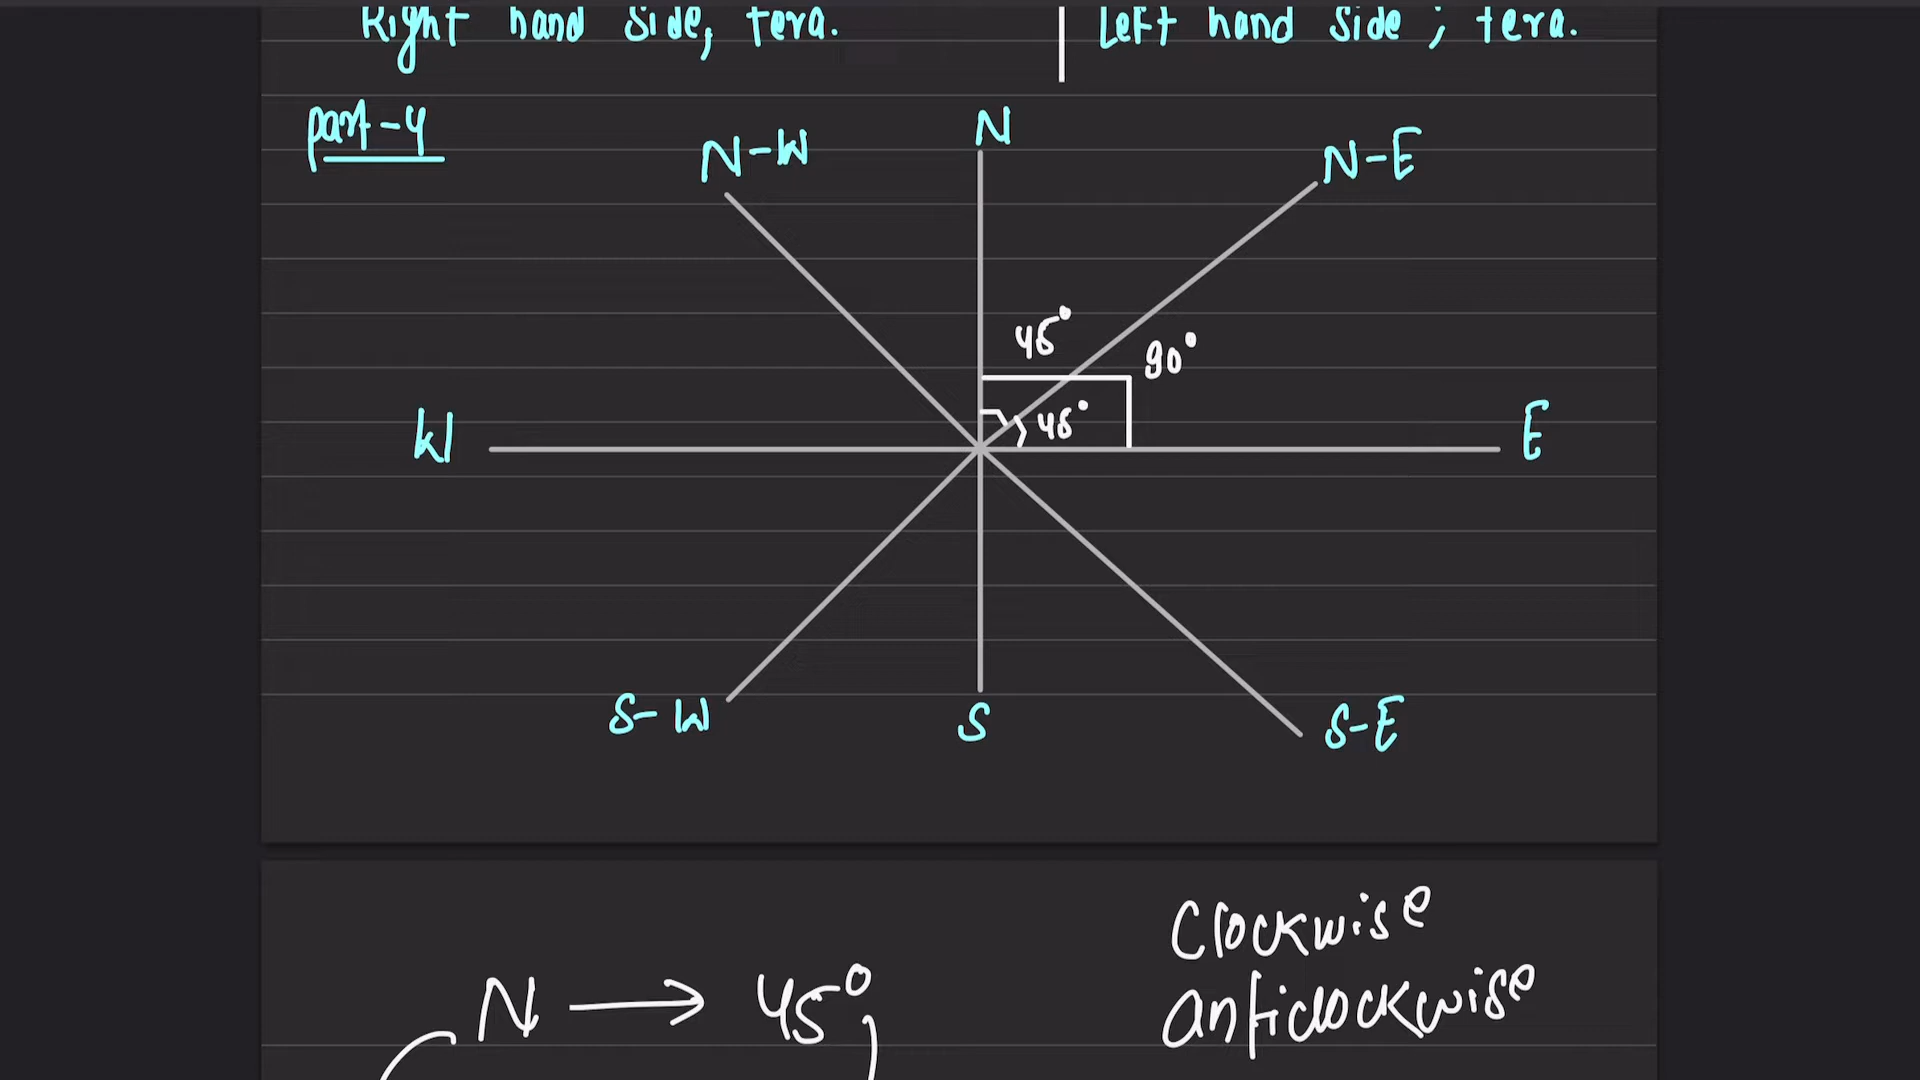 Right hand side, tera.
Left hand side ; tera.
part-4
N-W
N
N-E
45°
90°
45°
W
E
S-W
S
S-E
Clockwise
N → 45°
anticlockwise